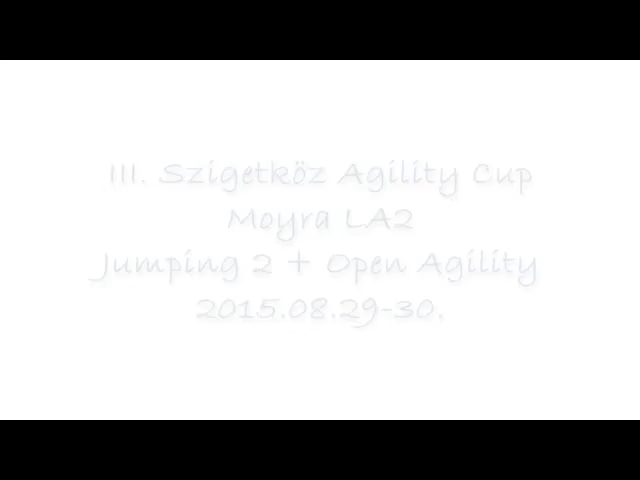 III. Szigetköz Agility Cup
Moyra LA2
Jumping 2 + Open Agility
2015.08.29-30.